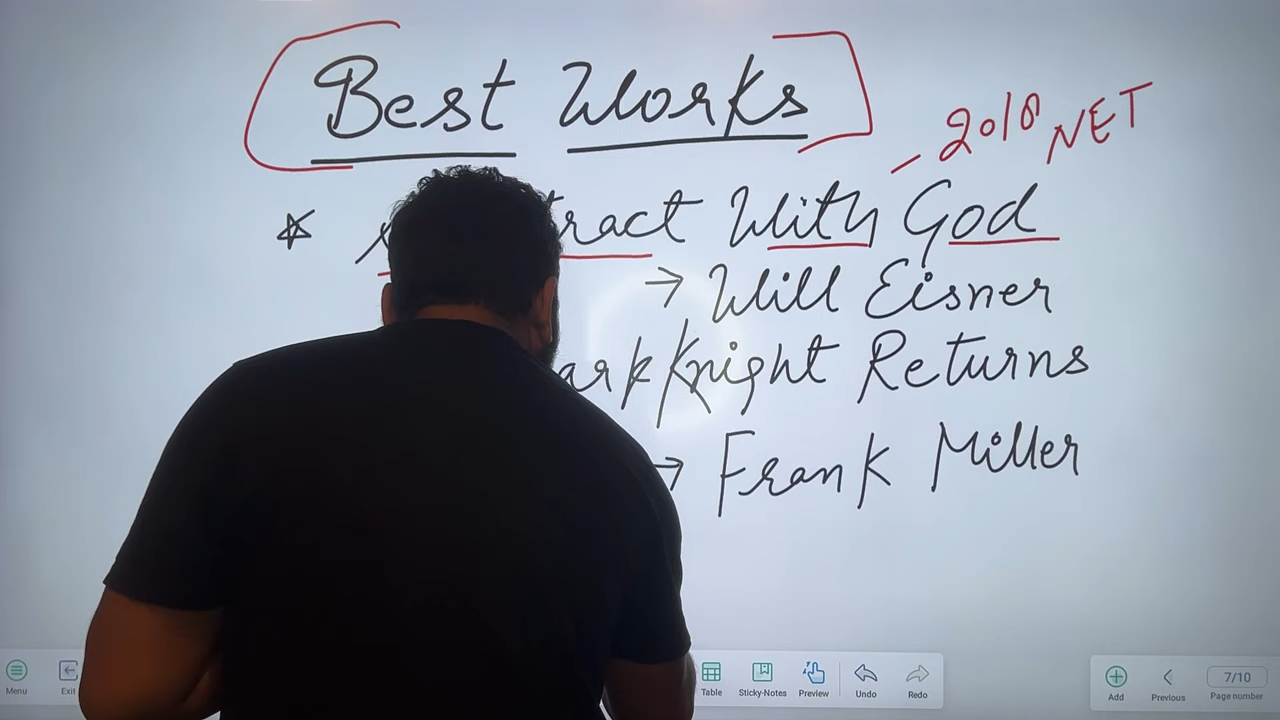 Best Works
- 2018 NET
tract With God
→ Will Eisner
ark Knight Returns
→ Frank Miller
Menu
Exit
Table
Sticky-Notes
Preview
Undo
Redo
Add
Previous
7/10
Page number